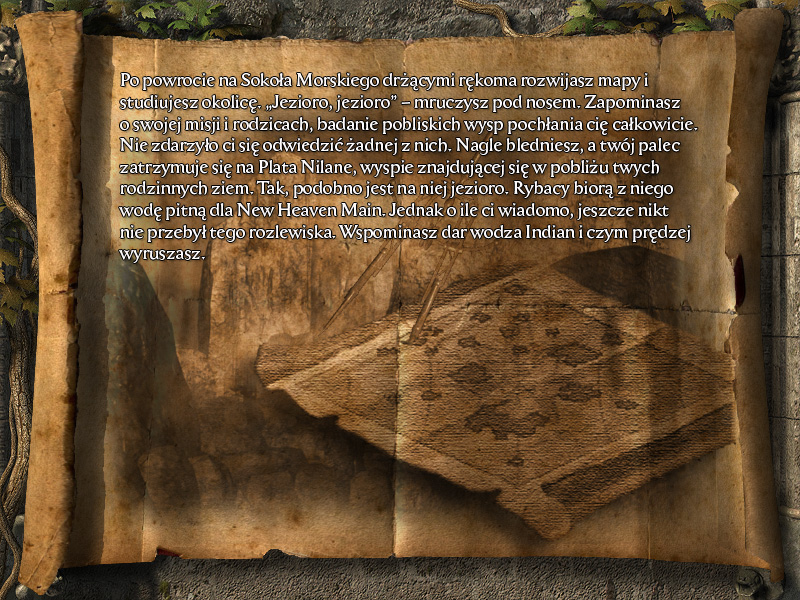 Po powrocie na Sokoła Morskiego drżącymi rękoma rozwijasz mapy i
studiujesz okolicę. „Jezioro, jezioro” – mruczysz pod nosem. Zapominasz
o swojej misji i rodzicach, badanie pobliskich wysp pochłania cię całkowicie.
Nie zdarzyło ci się odwiedzić żadnej z nich. Nagle bledniesz, a twój palec
zatrzymuje się na Plata Nilane, wyspie znajdującej się w pobliżu twych
rodzinnych ziem. Tak, podobno jest na niej jezioro. Rybacy biorą z niego
wodę pitną dla New Heaven Main. Jednak o ile ci wiadomo, jeszcze nikt
nie przebył tego rozlewiska. Wspominasz dar wodza Indian i czym prędzej
wyruszasz.